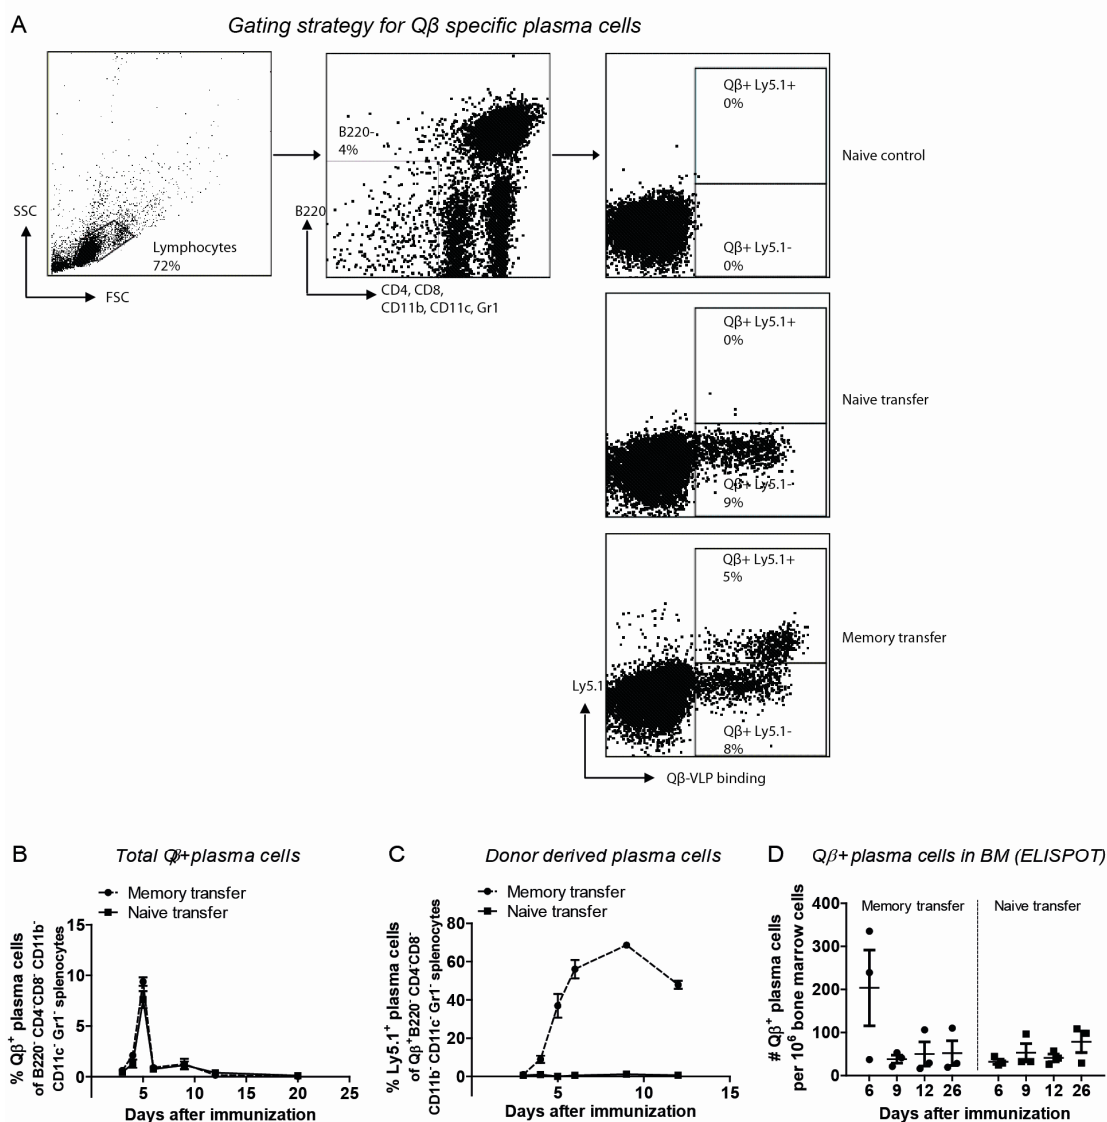 A
Gating strategy for Qβ specific plasma cells
SSC
FSC
Lymphocytes
72%
B220-
4%
B220
CD4, CD8,
CD11b, CD11c, Gr1
Qβ+ Ly5.1+
0%
Qβ+ Ly5.1-
0%
Naive control
Qβ+ Ly5.1+
0%
Qβ+ Ly5.1-
9%
Naive transfer
Qβ+ Ly5.1+
5%
Qβ+ Ly5.1-
8%
Memory transfer
Ly5.1
Qβ-VLP binding
B
Total Qβ+plasma cells
Memory transfer
Naive transfer
% Qβ⁺ plasma cells
of B220⁻ CD4⁻CD8⁻ CD11b⁻
CD11c⁻ Gr1⁻ splenocytes
15
10
5
0
5 10 15 20 25
Days after immunization
C
Donor derived plasma cells
Memory transfer
Naive transfer
% Ly5.1⁺ plasma cells
of Qβ⁺B220⁻ CD4⁻CD8⁻
CD11b⁻ CD11c⁻ Gr1⁻ splenocytes
80
60
40
20
0
5 10 15
Days after immunization
D
Qβ+plasma cells in BM (ELISPOT)
Memory transfer
Naive transfer
# Qβ⁺ plasma cells
per 10⁶ bone marrow cells
400
300
200
100
0
6 9 12 26 6 9 12 26
Days after immunization